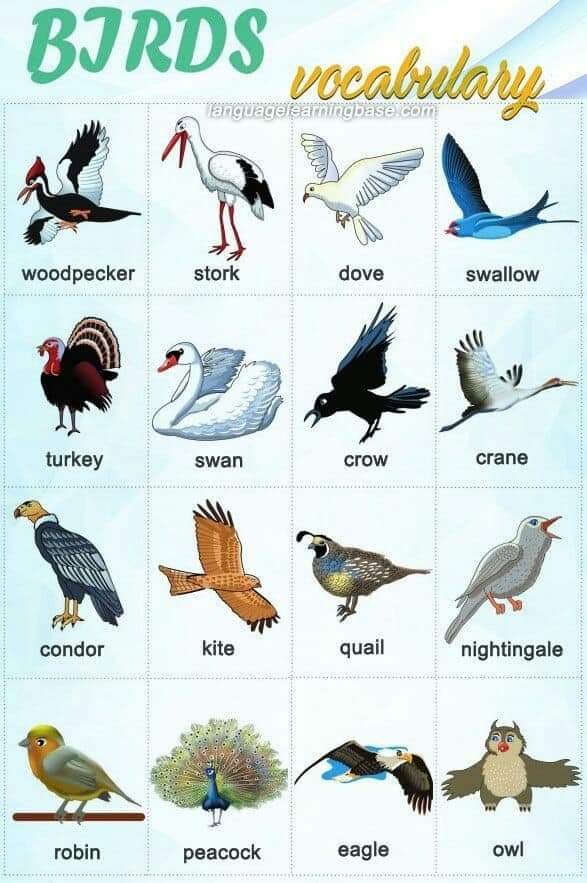 BIRDS
vocabulary
languagelearningbase.com
woodpecker
stork
dove
swallow
turkey
swan
crow
crane
condor
kite
quail
nightingale
robin
peacock
eagle
owl